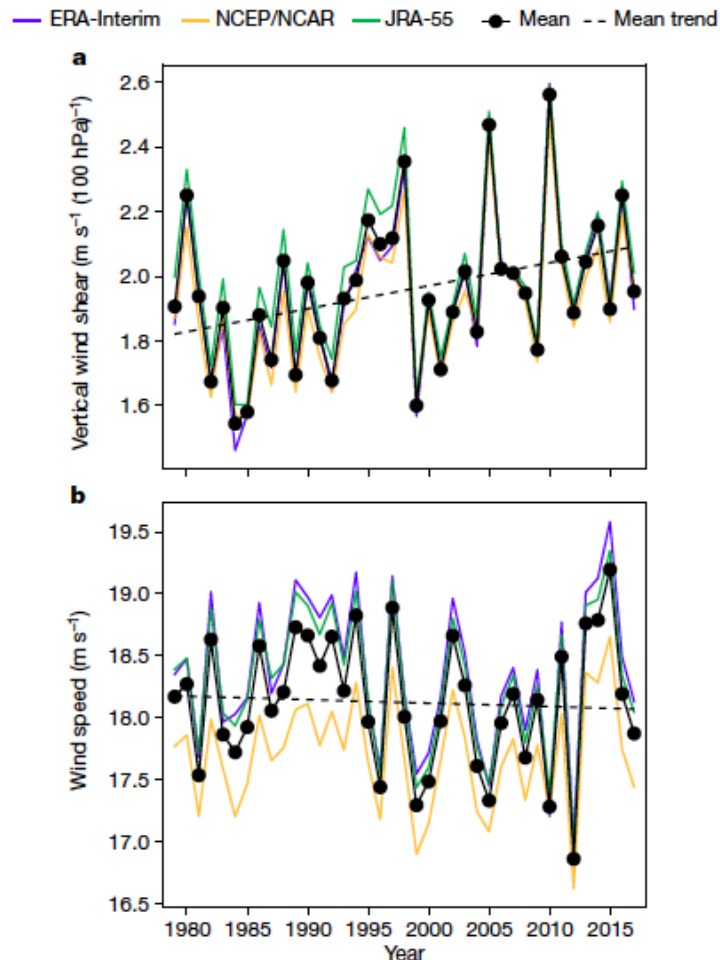 ERA-Interim NCEP/NCAR JRA-55 Mean Mean trend
a
Vertical wind shear (m s⁻¹ (100 hPa)⁻¹)
2.6
2.4
2.2
2.0
1.8
1.6
b
Wind speed (m s⁻¹)
19.5
19.0
18.5
18.0
17.5
17.0
16.5
1980 1985 1990 1995 2000 2005 2010 2015
Year